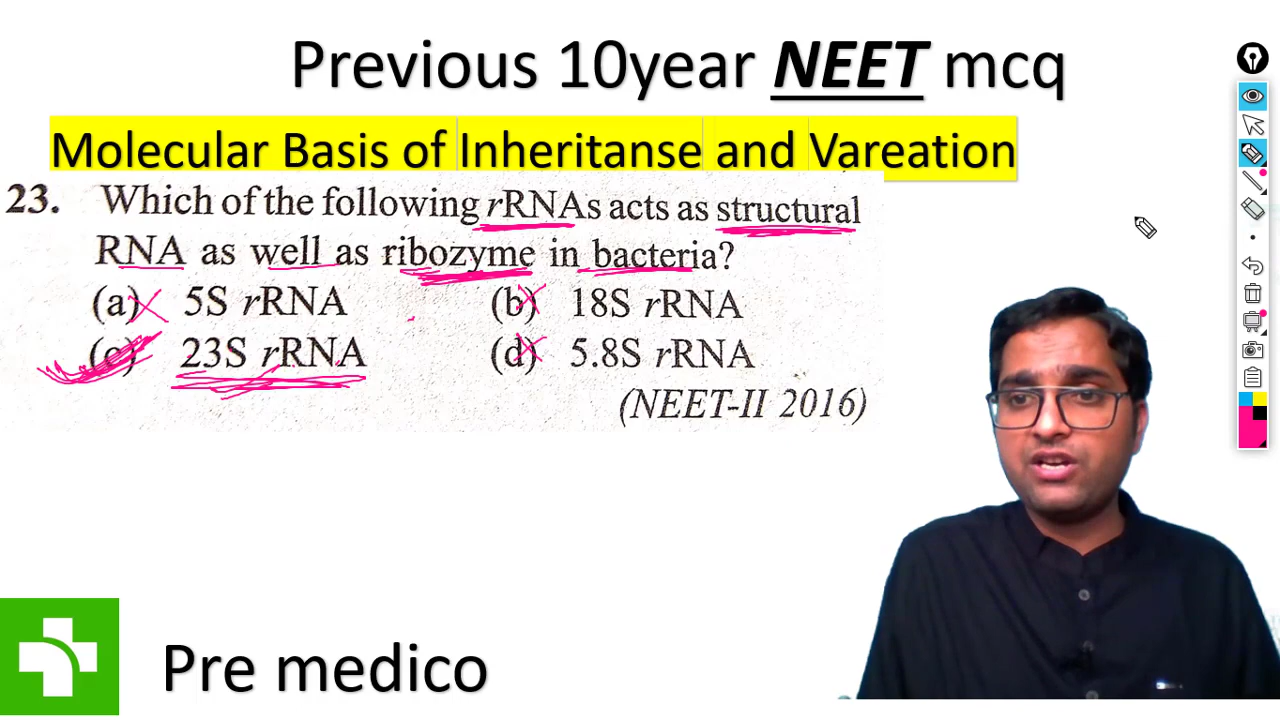 Previous 10year NEET mcq
Molecular Basis of Inheritanse and Vareation
23. Which of the following rRNAs acts as structural
RNA as well as ribozyme in bacteria?
(a) 5S rRNA (b) 18S rRNA
(c) 23S rRNA (d) 5.8S rRNA
(NEET-II 2016)
Pre medico